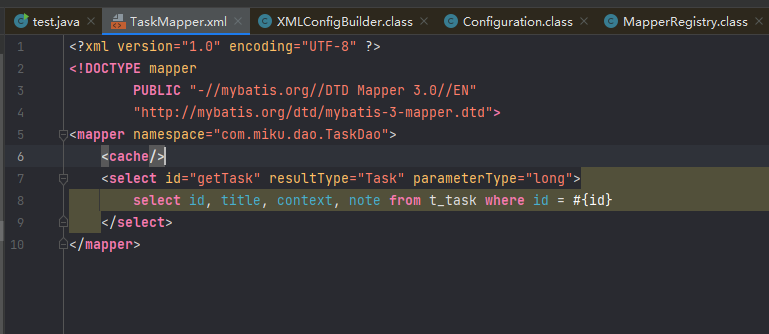 test.java TaskMapper.xml XMLConfigBuilder.class Configuration.class MapperRegistry.class
1 <?xml version="1.0" encoding="UTF-8" ?>
2 <!DOCTYPE mapper
3 PUBLIC "-//mybatis.org//DTD Mapper 3.0//EN"
4 "http://mybatis.org/dtd/mybatis-3-mapper.dtd">
5 <mapper namespace="com.miku.dao.TaskDao">
6 <cache/>
7 <select id="getTask" resultType="Task" parameterType="long">
8 select id, title, context, note from t_task where id = #{id}
9 </select>
10 </mapper>